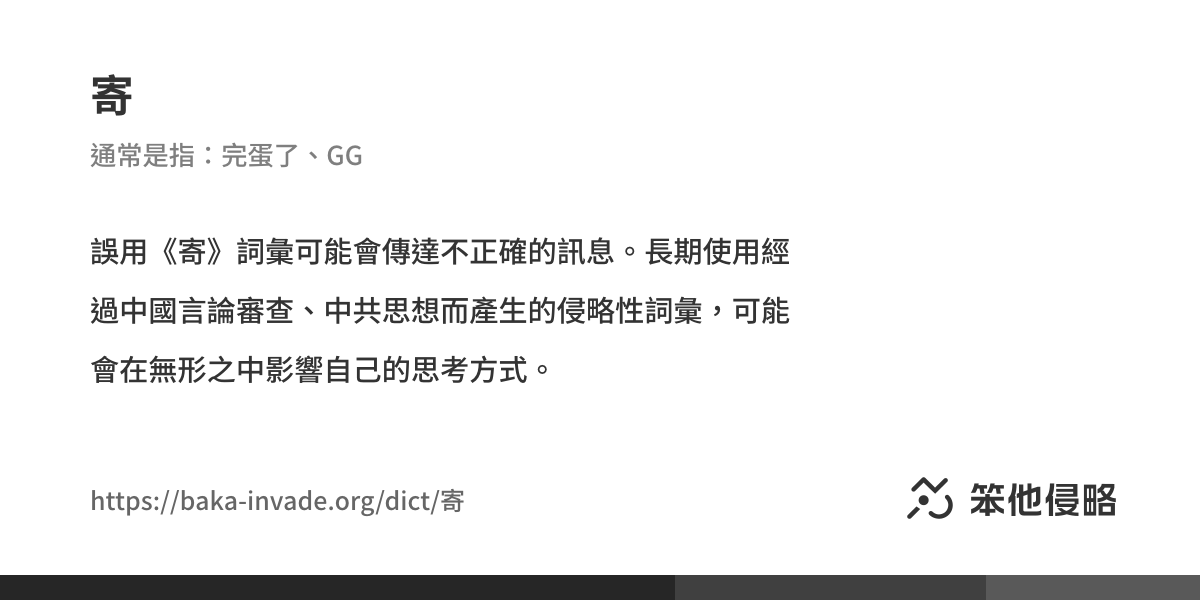 寄
通常是指：完蛋了、GG
誤用《寄》詞彙可能會傳達不正確的訊息。長期使用經
過中國言論審查、中共思想而產生的侵略性詞彙，可能
會在無形之中影響自己的思考方式。
https://baka-invade.org/dict/寄
笨他侵略